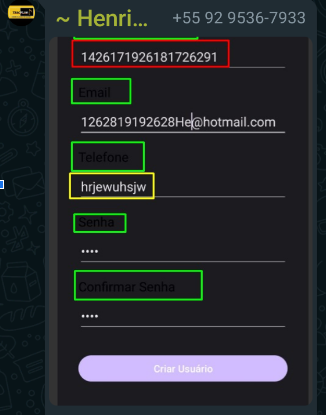 ~ Henri... +55 92 9536-7933
1426171926181726291
Email
1262819192628He@hotmail.com
Telefone
hrjewuhsjw
Senha
••••
Confirmar Senha
••••
Criar Usuário